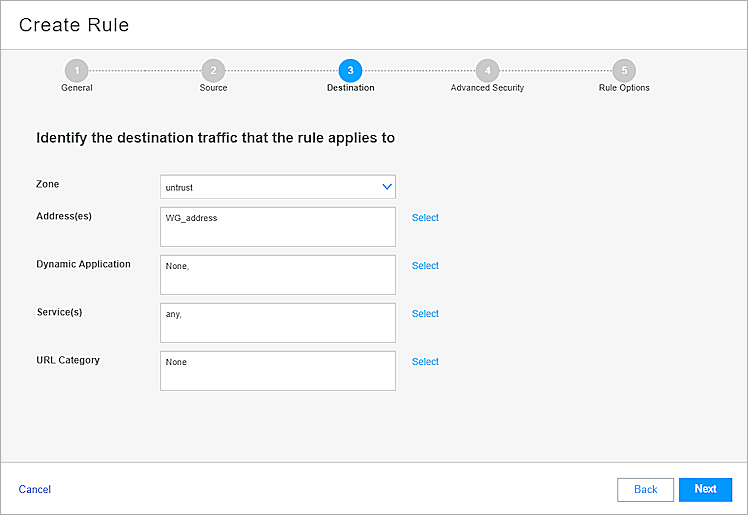 Create Rule
1
2
3
4
5
General
Source
Destination
Advanced Security
Rule Options
Identify the destination traffic that the rule applies to
Zone
untrust
Address(es)
WG_address
Select
Dynamic Application
None,
Select
Service(s)
any,
Select
URL Category
None
Select
Cancel
Back
Next